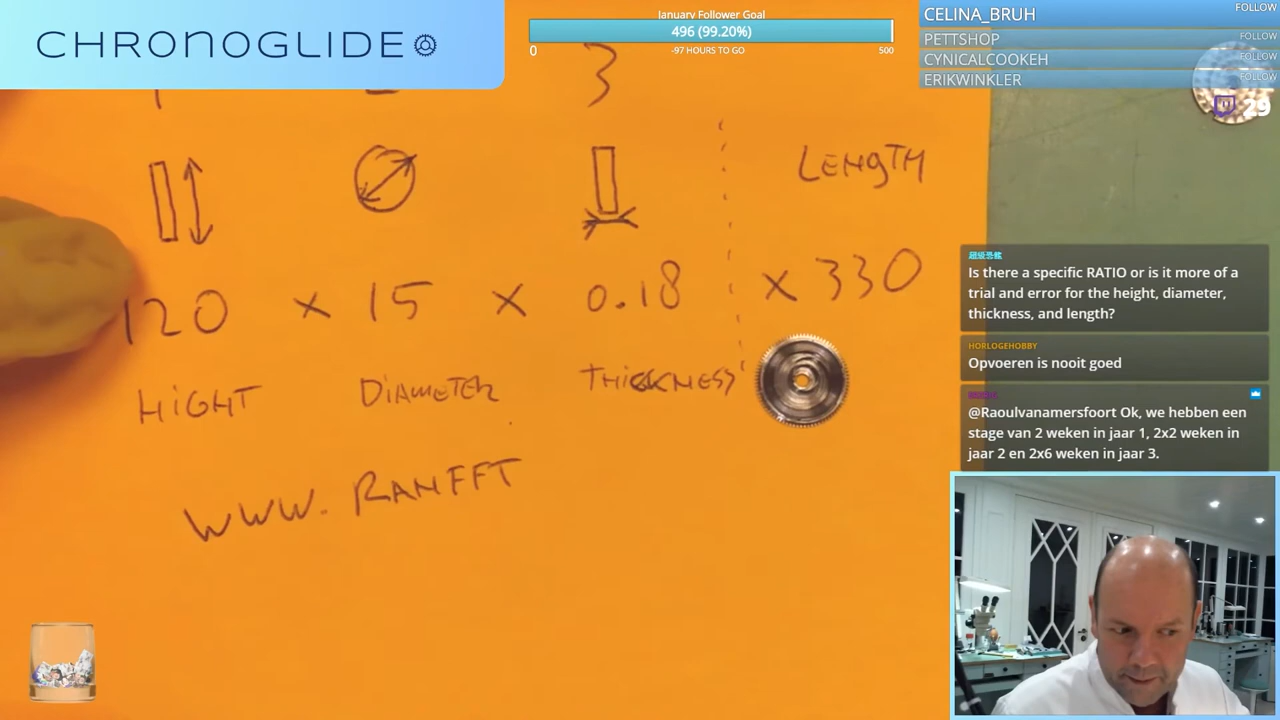 CHRONOGLIDE
January Follower Goal
496 (99.20%)
0
-97 HOURS TO GO
500
CELINA_BRUH FOLLOW
PETTSHOP FOLLOW
CYNICALCOOKEH FOLLOW
ERIKWINKLER FOLLOW
29
3
LENGTH
120 x 15 x 0.18 x 330
HIGHT DIAMETER THICKNESS
WWW. RANFFT
超级恐龍
Is there a specific RATIO or is it more of a
trial and error for the height, diameter,
thickness, and length?
HORLOGEHOBBY
Opvoeren is nooit goed
@Raoulvanamersfoort Ok, we hebben een
stage van 2 weken in jaar 1, 2x2 weken in
jaar 2 en 2x6 weken in jaar 3.